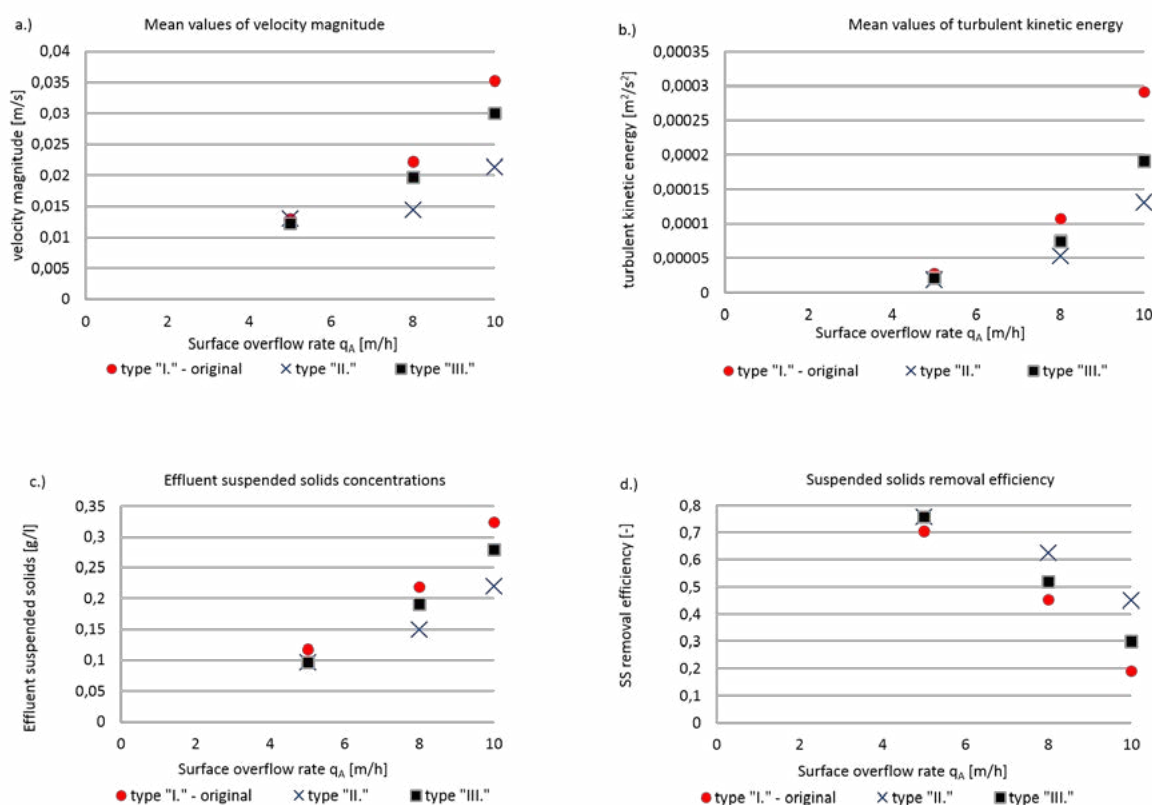 a.) Mean values of velocity magnitude
velocity magnitude [m/s]
0,04
0,035
0,03
0,025
0,02
0,015
0,01
0,005
0
0 2 4 6 8 10
Surface overflow rate qA [m/h]
type "I." - original type "II." type "III."
b.) Mean values of turbulent kinetic energy
turbulent kinetic energy [m²/s²]
0,00035
0,0003
0,00025
0,0002
0,00015
0,0001
0,00005
0
0 2 4 6 8 10
Surface overflow rate qA [m/h]
type "I." - original type "II." type "III."
c.) Effluent suspended solids concentrations
Effluent suspended solids [g/l]
0,35
0,3
0,25
0,2
0,15
0,1
0,05
0
0 2 4 6 8 10
Surface overflow rate qA [m/h]
type "I." - original type "II." type "III."
d.) Suspended solids removal efficiency
SS removal efficiency [-]
0,8
0,7
0,6
0,5
0,4
0,3
0,2
0,1
0
0 2 4 6 8 10
Surface overflow rate qA [m/h]
type "I." - original type "II." type "III."